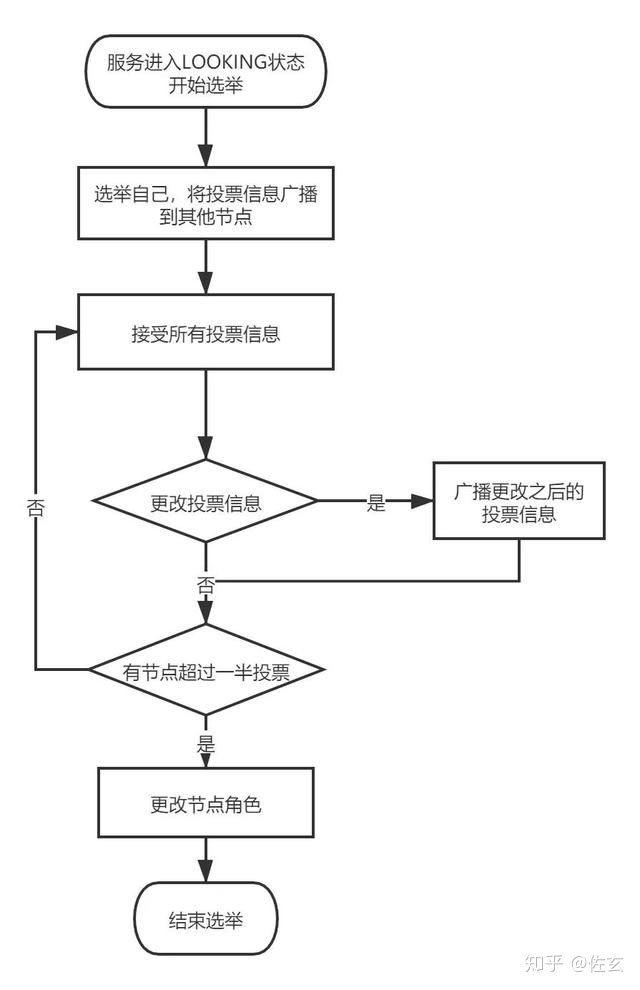 服务进入LOOKING状态
开始选举
选举自己，将投票信息广播
到其他节点
接受所有投票信息
更改投票信息
是
广播更改之后的
投票信息
否
否
有节点超过一半投票
是
更改节点角色
结束选举
知乎 @佐玄